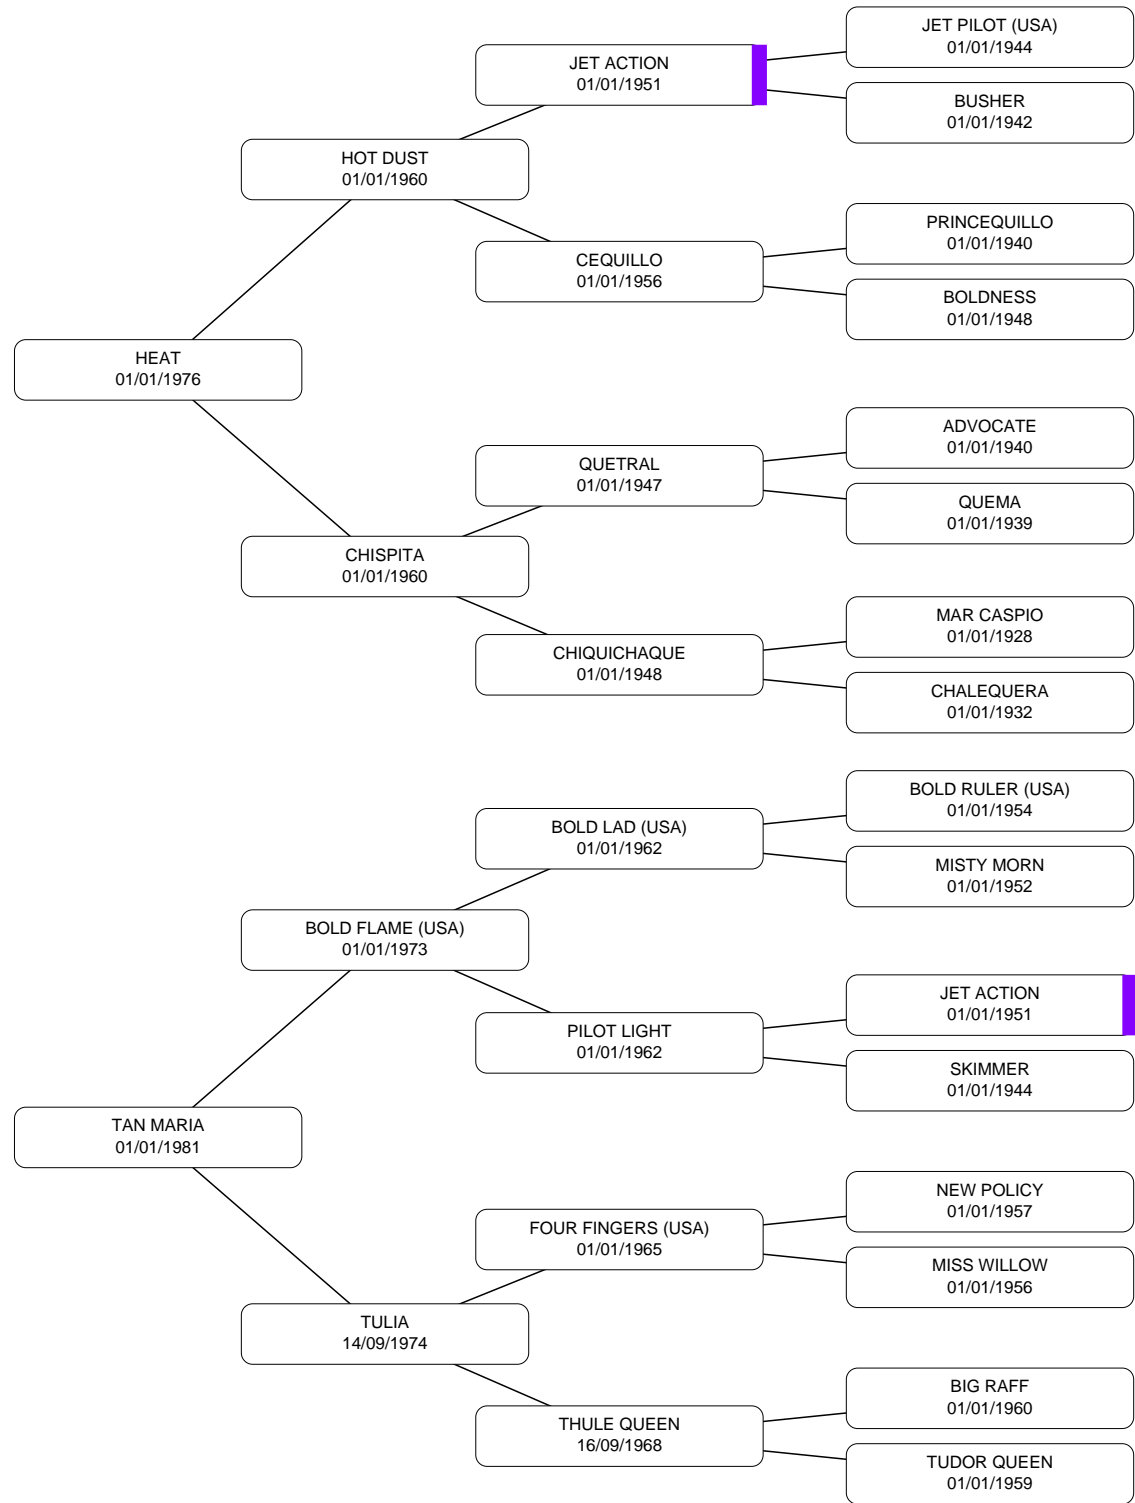 JET PILOT (USA)
01/01/1944
JET ACTION
01/01/1951
BUSHER
01/01/1942
HOT DUST
01/01/1960
PRINCEQUILLO
01/01/1940
CEQUILLO
01/01/1956
BOLDNESS
01/01/1948
HEAT
01/01/1976
ADVOCATE
01/01/1940
QUETRAL
01/01/1947
QUEMA
01/01/1939
CHISPITA
01/01/1960
MAR CASPIO
01/01/1928
CHIQUICHAQUE
01/01/1948
CHALEQUERA
01/01/1932
BOLD RULER (USA)
01/01/1954
BOLD LAD (USA)
01/01/1962
MISTY MORN
01/01/1952
BOLD FLAME (USA)
01/01/1973
JET ACTION
01/01/1951
PILOT LIGHT
01/01/1962
SKIMMER
01/01/1944
TAN MARIA
01/01/1981
NEW POLICY
01/01/1957
FOUR FINGERS (USA)
01/01/1965
MISS WILLOW
01/01/1956
TULIA
14/09/1974
BIG RAFF
01/01/1960
THULE QUEEN
16/09/1968
TUDOR QUEEN
01/01/1959